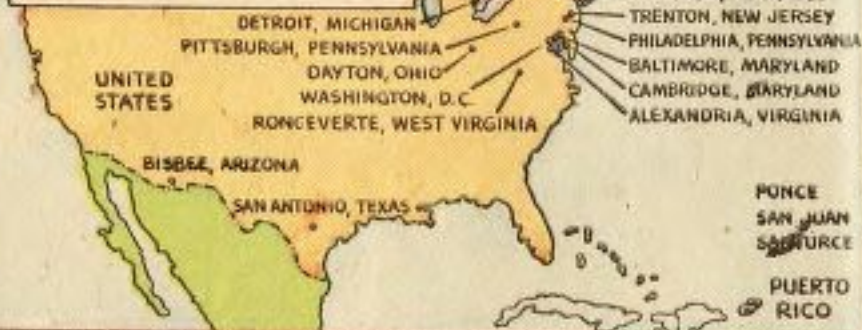 DETROIT, MICHIGAN
PITTSBURGH, PENNSYLVANIA
DAYTON, OHIO
WASHINGTON, D.C.
RONCEVERTE, WEST VIRGINIA
TRENTON, NEW JERSEY
PHILADELPHIA, PENNSYLVANIA
BALTIMORE, MARYLAND
CAMBRIDGE, MARYLAND
ALEXANDRIA, VIRGINIA
UNITED
STATES
BISBEE, ARIZONA
SAN ANTONIO, TEXAS
PONCE
SAN JUAN
SANTURCE
PUERTO
RICO